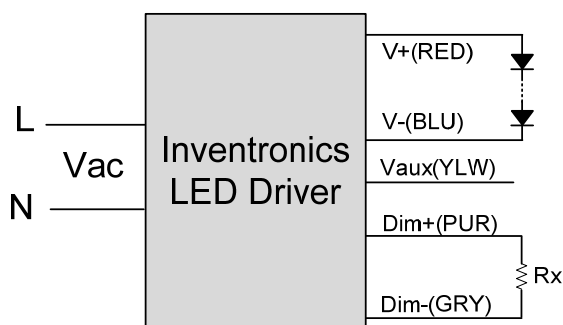 V+(RED)
L
V-(BLU)
Vac
Inventronics
LED Driver
Vaux(YLW)
N
Dim+(PUR)
Rx
Dim-(GRY)